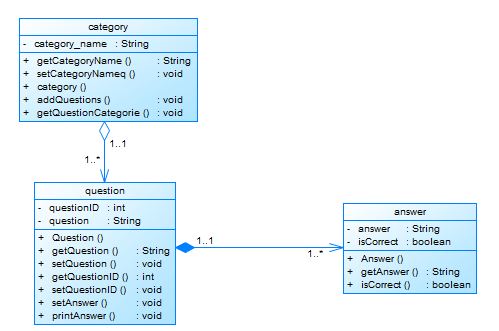 category
- category_name : String
+ getCategoryName () : String
+ setCategoryNameq () : void
+ category ()
+ addQuestions () : void
+ getQuestionCategorie () : void
1..1
1..*
question
- questionID : int
- question : String
+ Question ()
+ getQuestion () : String
+ setQuestion () : void
+ getQuestionID () : int
+ setQuestionID () : void
+ setAnswer () : void
+ printAnswer () : void
1..1
1..*
answer
- answer : String
- isCorrect : boolean
+ Answer ()
+ getAnswer () : String
+ isCorrect () : boolean